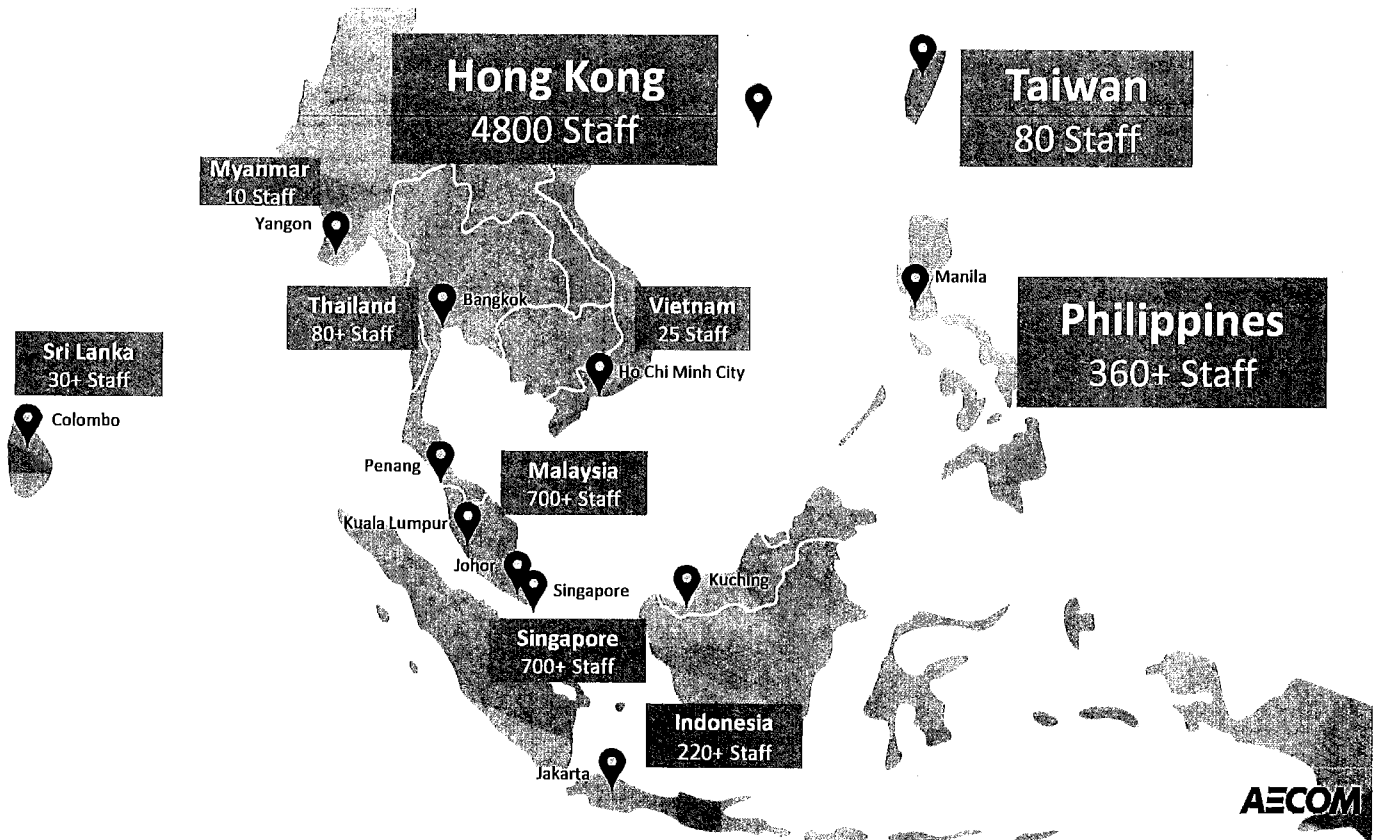 Hong Kong
4800 Staff
Taiwan
80 Staff
Myanmar
10 Staff
Yangon
Manila
Thailand
80+ Staff
Bangkok
Vietnam
25 Staff
Philippines
360+ Staff
Sri Lanka
30+ Staff
Ho Chi Minh City
Colombo
Penang
Malaysia
700+ Staff
Kuala Lumpur
Johor
Singapore
Kuching
Singapore
700+ Staff
Indonesia
220+ Staff
Jakarta
AECOM